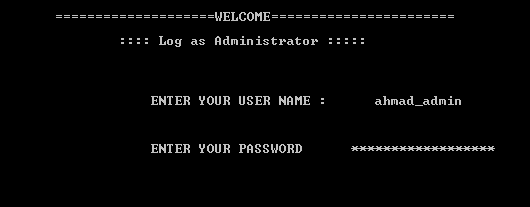 ====================WELCOME=======================
:::: Log as Administrator :::::
ENTER YOUR USER NAME : ahmad_admin
ENTER YOUR PASSWORD ******************